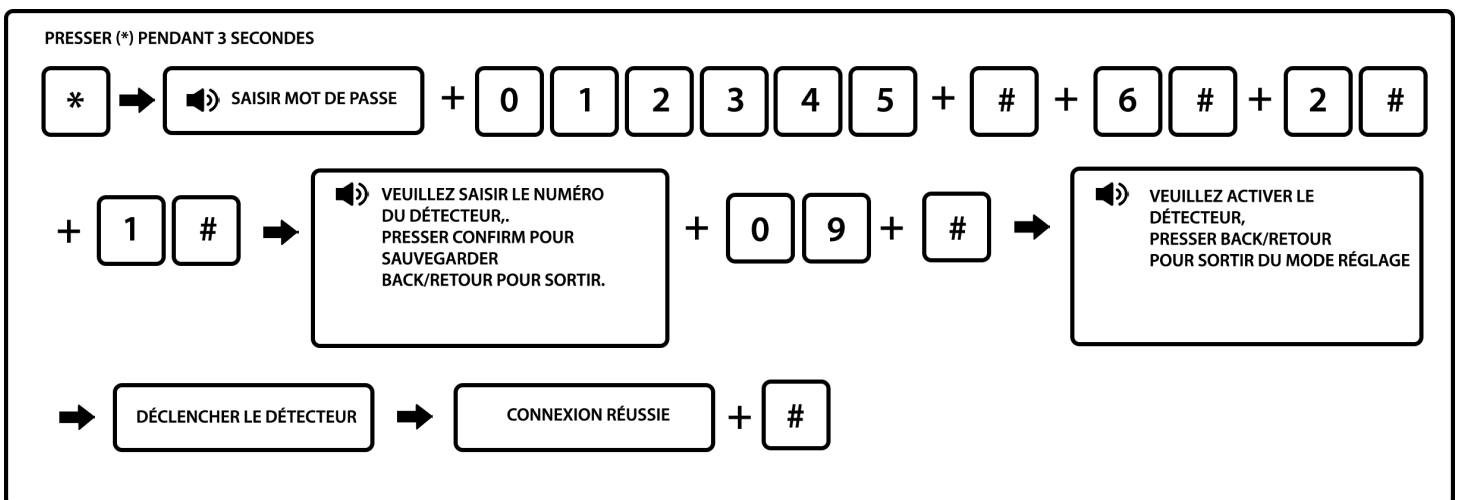 PRESSER (*) PENDANT 3 SECONDES
* SAISIR MOT DE PASSE + 0 1 2 3 4 5 + # + 6 # + 2 #
+ 1 # VEUILLEZ SAISIR LE NUMÉRO
DU DÉTECTEUR,.
PRESSER CONFIRM POUR
SAUVEGARDER
BACK/RETOUR POUR SORTIR.
+ 0 9 + #
VEUILLEZ ACTIVER LE
DÉTECTEUR,
PRESSER BACK/RETOUR
POUR SORTIR DU MODE RÉGLAGE
DÉCLENCHER LE DÉTECTEUR CONNEXION RÉUSSIE + #